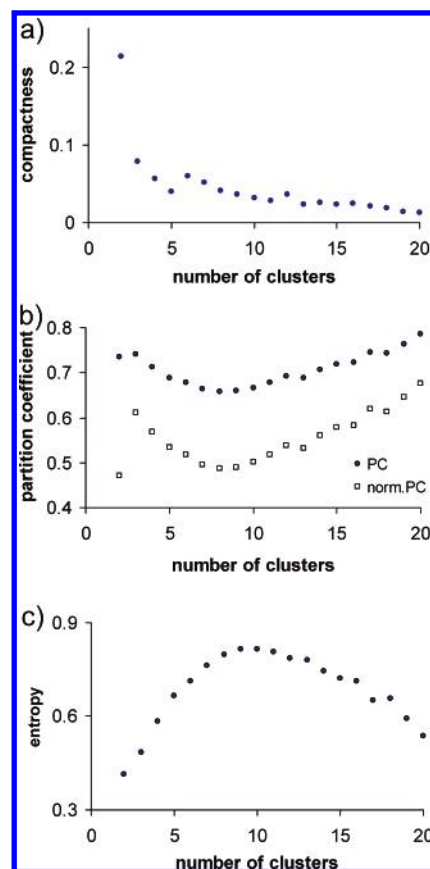 a)
0.2
0.1
0
compactness
0 5 10 15 20
number of clusters
b)
0.8
0.7
0.6
0.5
0.4
partition coefficient
PC
norm.PC
0 5 10 15 20
number of clusters
c)
0.9
0.6
0.3
entropy
0 5 10 15 20
number of clusters